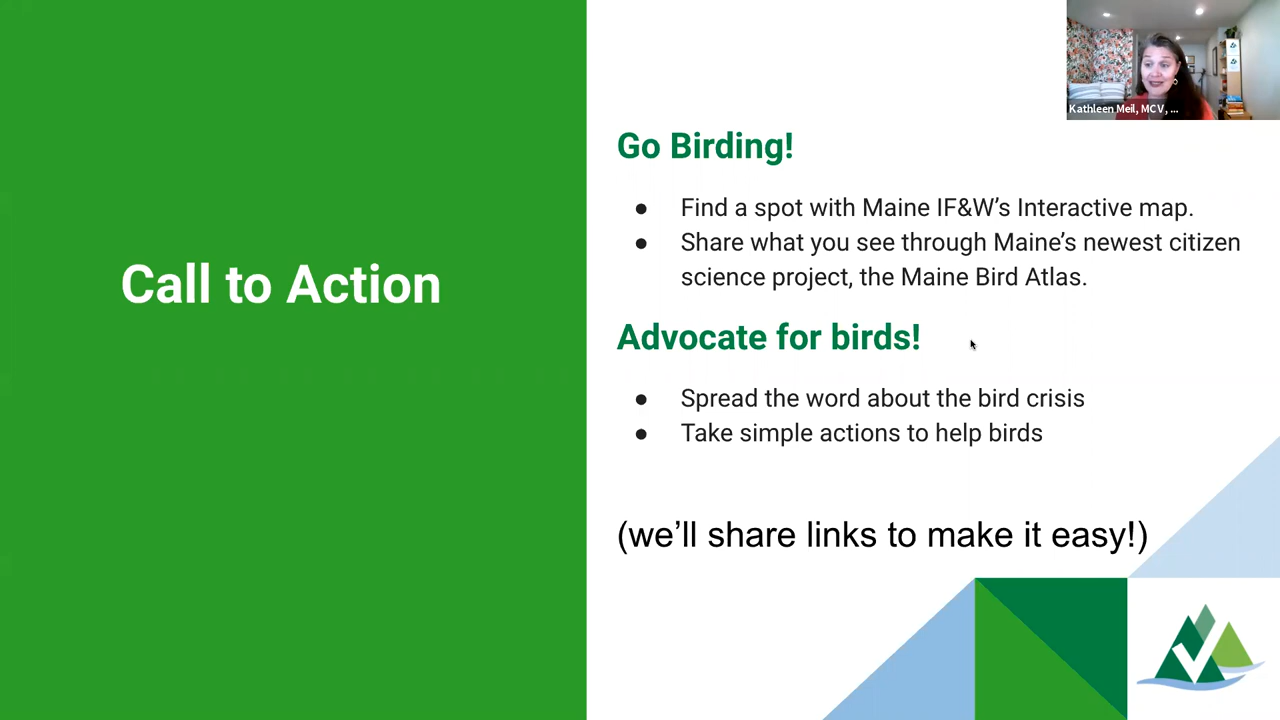 Kathleen Meil, MCV, ...
Call to Action
Go Birding!
● Find a spot with Maine IF&W’s Interactive map.
● Share what you see through Maine’s newest citizen
science project, the Maine Bird Atlas.
Advocate for birds!
● Spread the word about the bird crisis
● Take simple actions to help birds
(we’ll share links to make it easy!)